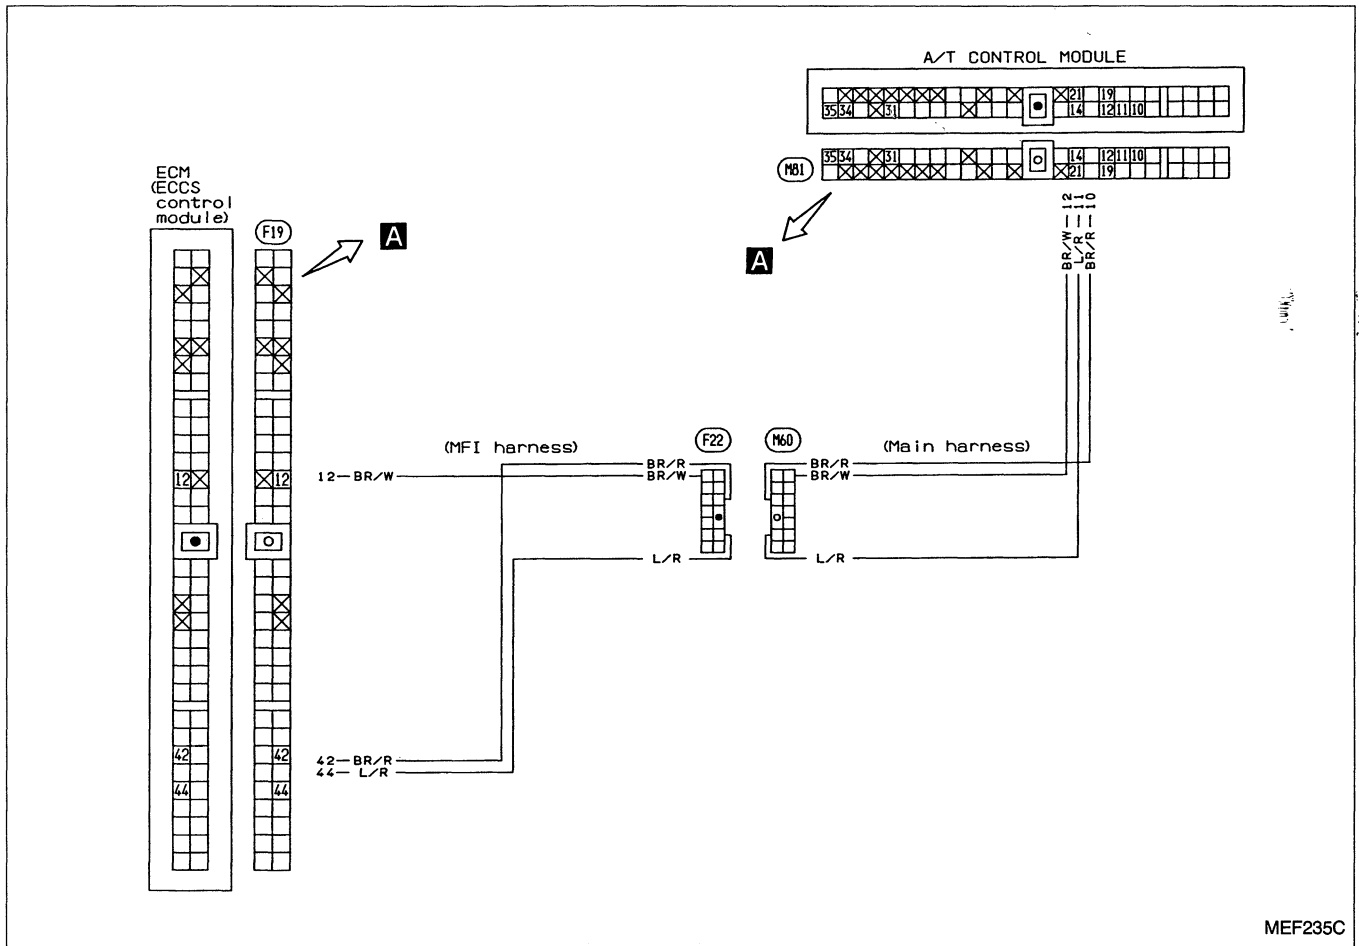 A/T CONTROL MODULE
21 19
35 34 31 14 12 11 10
M81
35 34 31 14 12 11 10
21 19
ECM
(ECCS
control
module)
F19
A
A
BR/W — 12
L/R — 11
BR/R — 10
(MFI harness)
F22
M60
(Main harness)
BR/R
BR/W
BR/R
BR/W
12
12
12—BR/W
L/R
L/R
42
42
42—BR/R
44— L/R
44
44
MEF235C